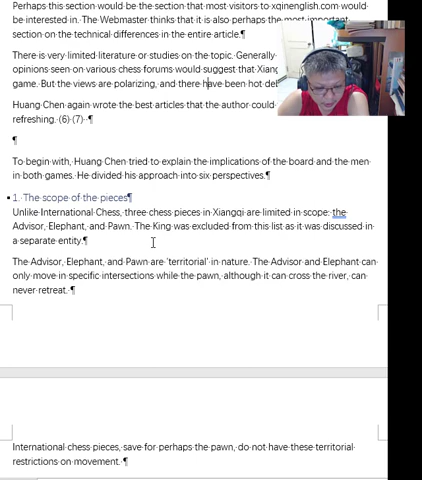 Perhaps this section would be the section that most visitors to xqinenglish.com would
be interested in. The Webmaster thinks that it is also perhaps the most important
section on the technical differences in the entire article.¶
There is very limited literature or studies on the topic. Generally
opinions seen on various chess forums would suggest that Xiang
game. But the views are polarizing, and there have been hot
Huang Chen again wrote the best articles that the author could
refreshing. (6) (7) ¶
¶
To begin with, Huang Chen tried to explain the implications of the board and the men
in both games. He divided his approach into six perspectives.¶
1. The scope of the pieces¶
Unlike International Chess, three chess pieces in Xiangqi are limited in scope: the
Advisor, Elephant, and Pawn. The King was excluded from this list as it was discussed in
a separate entity.¶
The Advisor, Elephant, and Pawn are 'territorial' in nature. The Advisor and Elephant can
only move in specific intersections while the pawn, although it can cross the river, can
never retreat. ¶
International chess pieces, save for perhaps the pawn, do not have these territorial
restrictions on movement. ¶